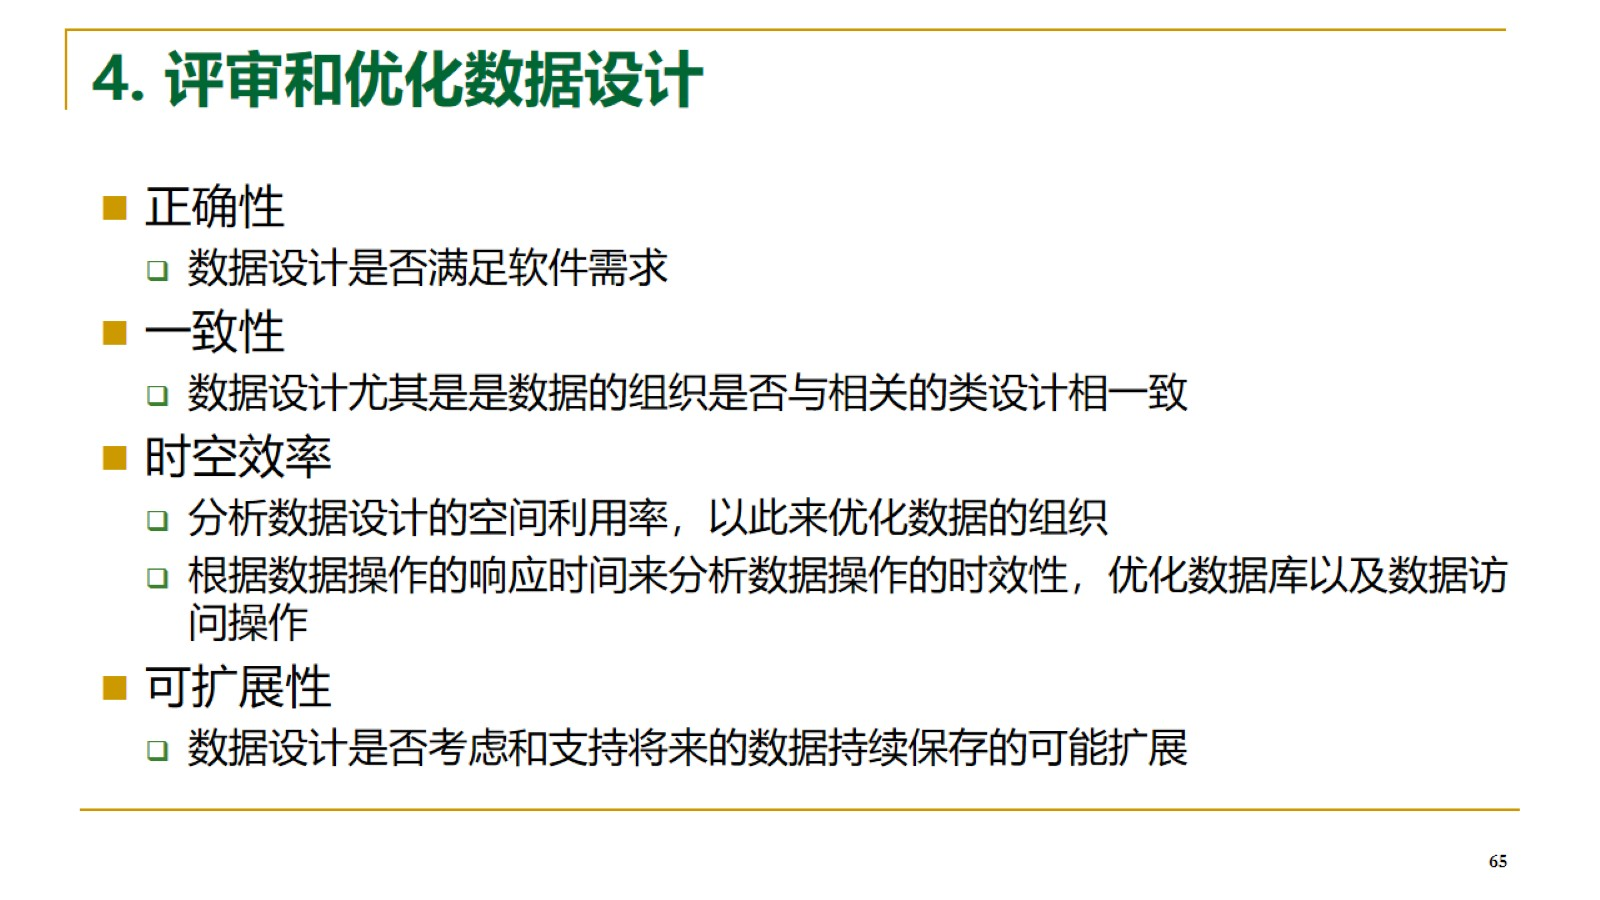 4. 评审和优化数据设计
正确性
数据设计是否满足软件需求
一致性
数据设计尤其是是数据的组织是否与相关的类设计相一致
时空效率
分析数据设计的空间利用率，以此来优化数据的组织
根据数据操作的响应时间来分析数据操作的时效性，优化数据库以及数据访
问操作
可扩展性
数据设计是否考虑和支持将来的数据持续保存的可能扩展
65